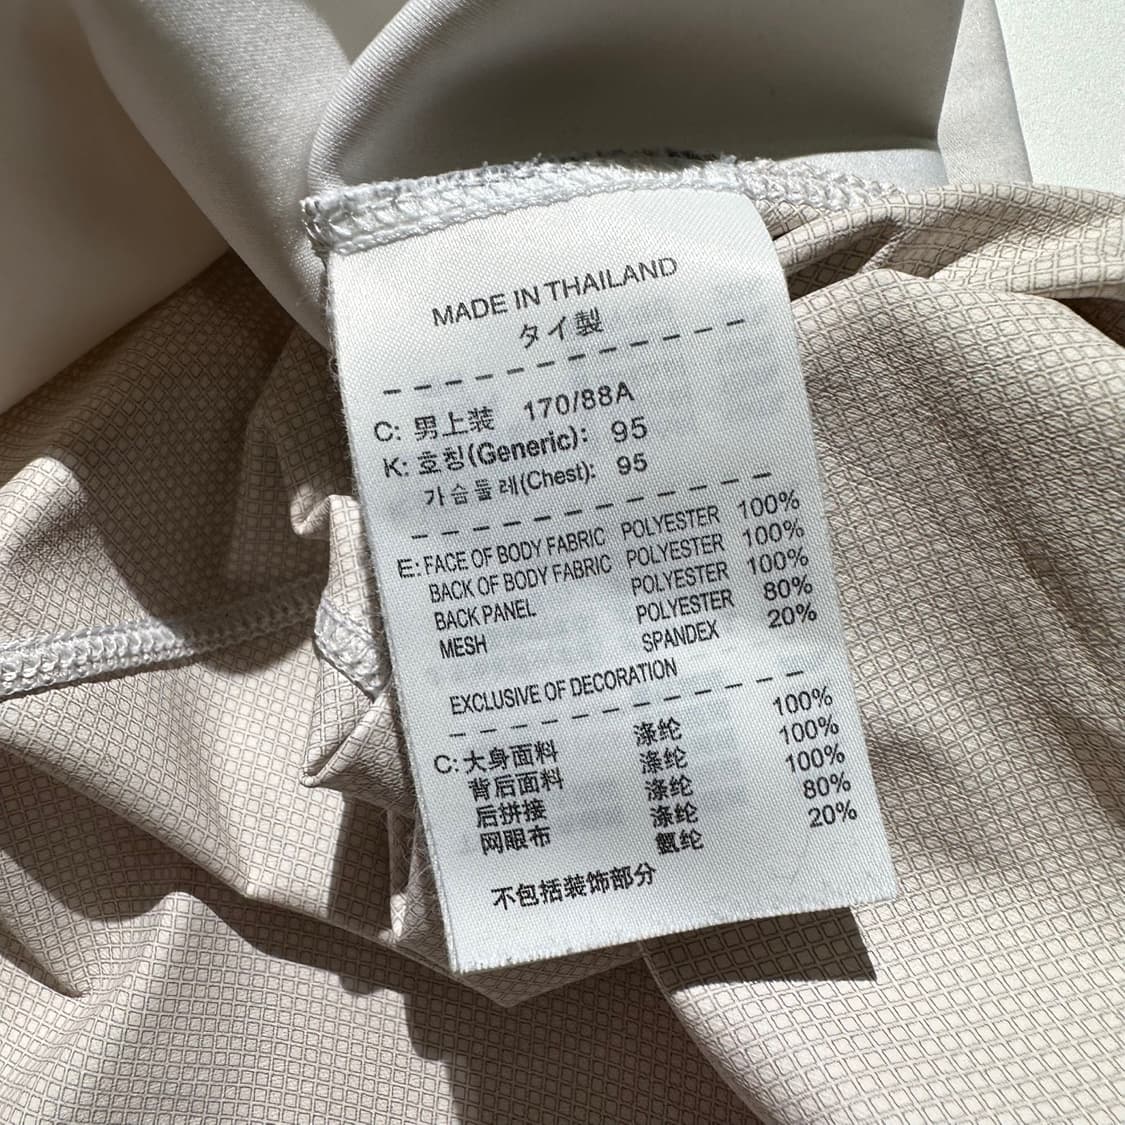 MADE IN THAILAND
タイ製
C: 男上装 170/88A
K: 호칭(Generic): 95
가슴둘레(Chest): 95
E: FACE OF BODY FABRIC POLYESTER 100%
BACK OF BODY FABRIC POLYESTER 100%
BACK PANEL POLYESTER 100%
MESH POLYESTER 80%
SPANDEX 20%
EXCLUSIVE OF DECORATION
C: 大身面料 涤纶 100%
背后面料 涤纶 100%
后拼接 涤纶 100%
网眼布 涤纶 80%
氨纶 20%
不包括装饰部分